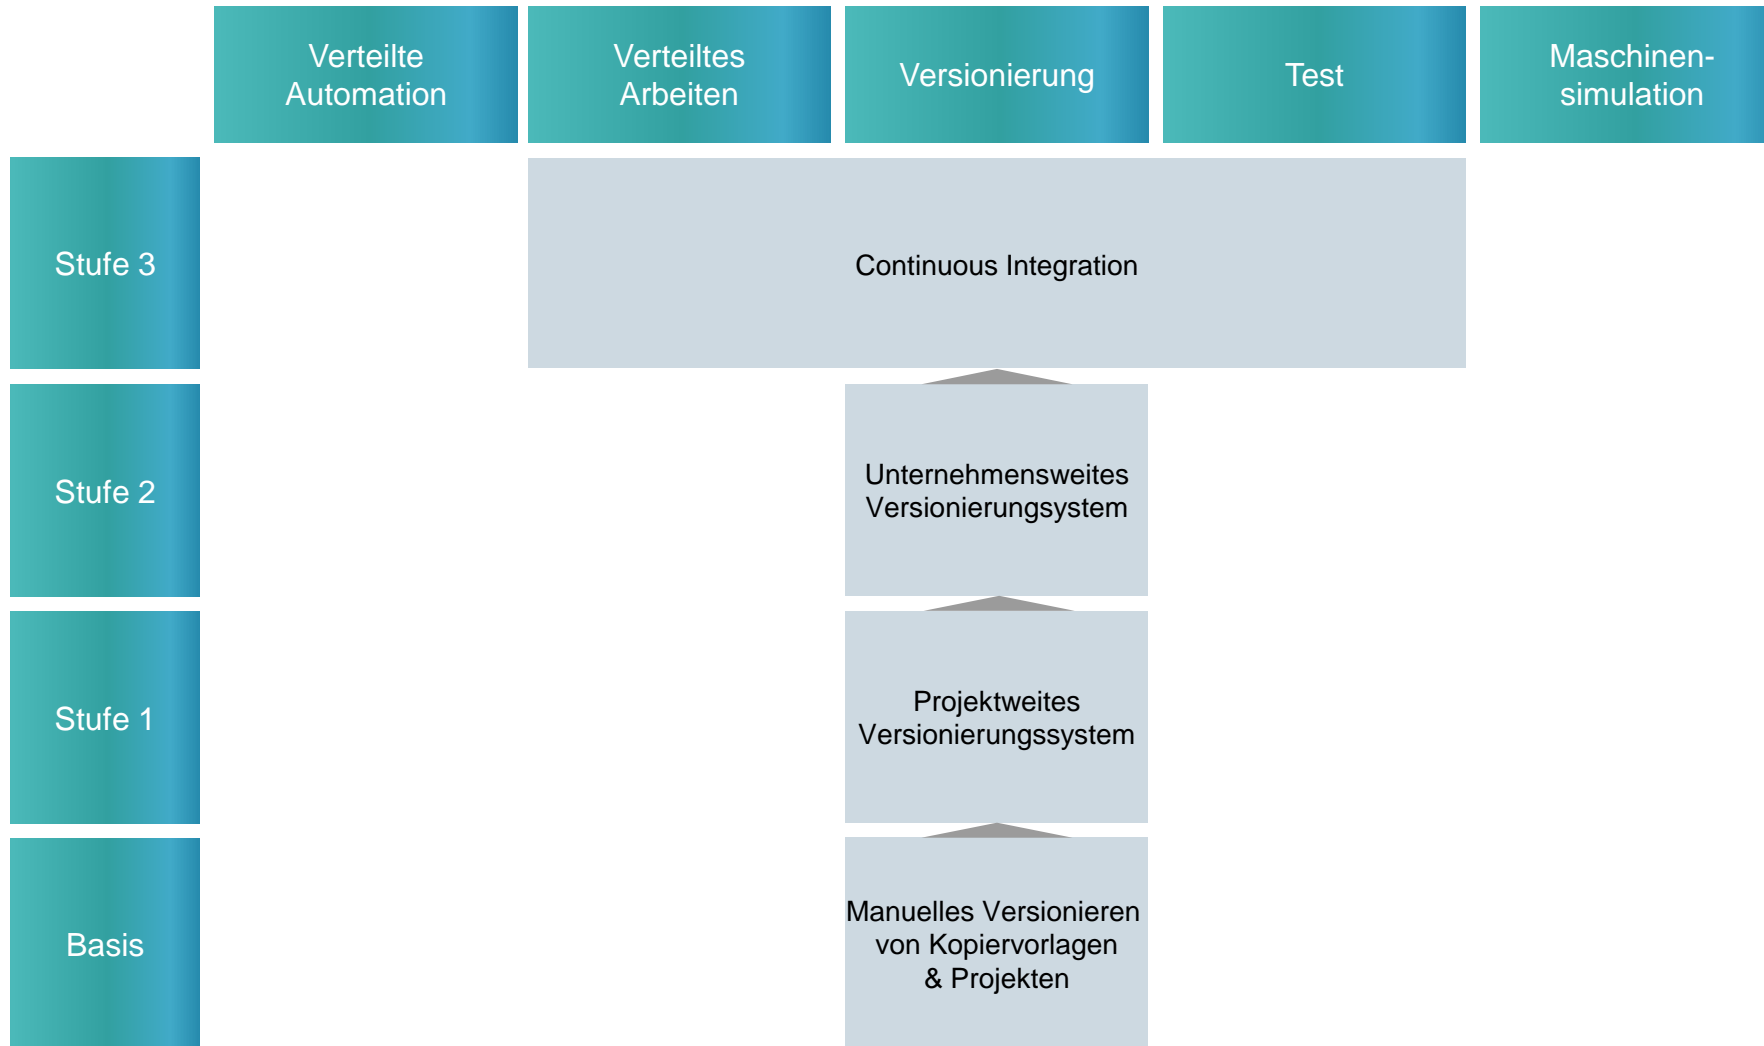 Verteilte
Automation
Verteiltes
Arbeiten
Versionierung
Test
Maschinen-
simulation
Stufe 3
Continuous Integration
Stufe 2
Unternehmensweites
Versionierungsystem
Stufe 1
Projektweites
Versionierungssystem
Basis
Manuelles Versionieren
von Kopiervorlagen
& Projekten